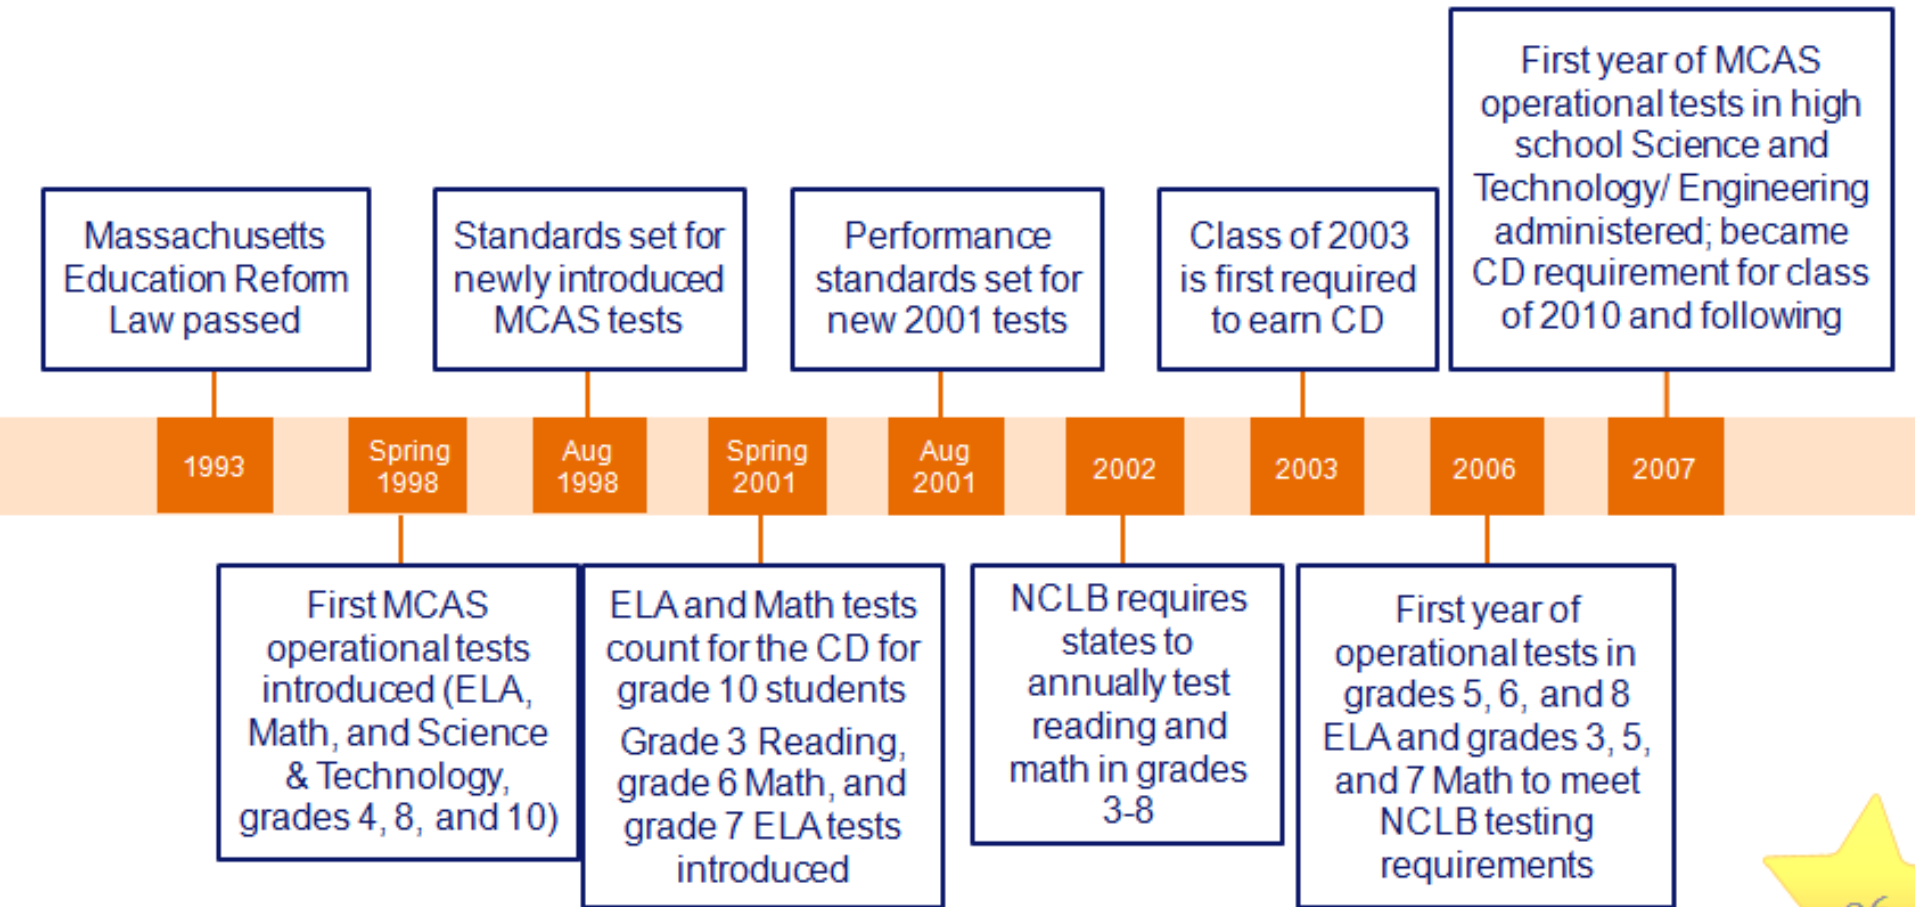 Massachusetts
Education Reform
Law passed
Standards set for
newly introduced
MCAS tests
Performance
standards set for
new 2001 tests
Class of 2003
is first required
to earn CD
First year of MCAS
operational tests in high
school Science and
Technology/ Engineering
administered; became
CD requirement for class
of 2010 and following
1993
Spring
1998
Aug
1998
Spring
2001
Aug
2001
2002
2003
2006
2007
First MCAS
operational tests
introduced (ELA,
Math, and Science
& Technology,
grades 4, 8, and 10)
ELA and Math tests
count for the CD for
grade 10 students
Grade 3 Reading,
grade 6 Math, and
grade 7 ELA tests
introduced
NCLB requires
states to
annually test
reading and
math in grades
3-8
First year of
operational tests in
grades 5, 6, and 8
ELA and grades 3, 5,
and 7 Math to meet
NCLB testing
requirements